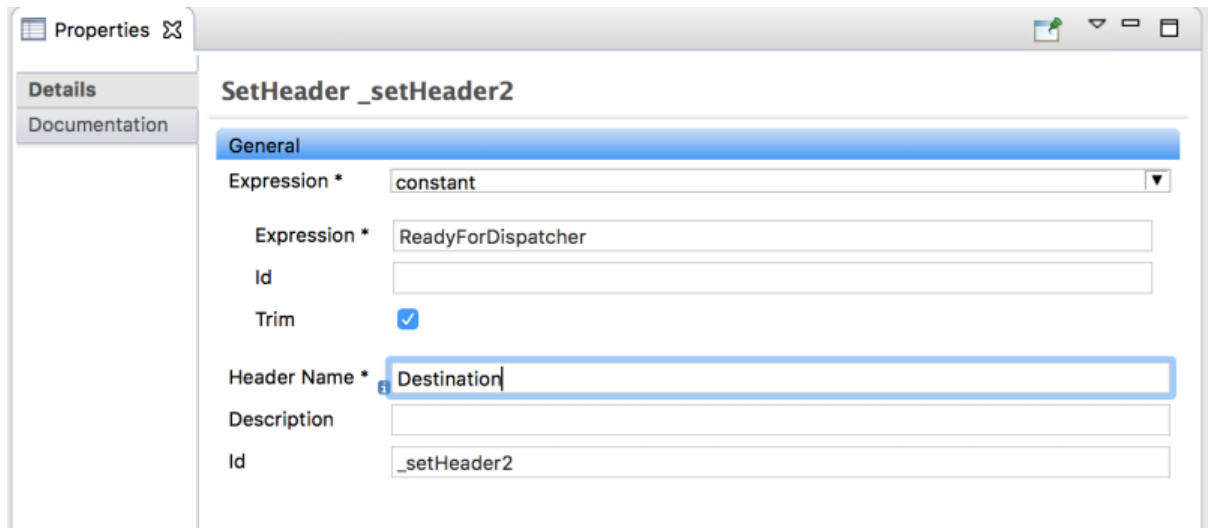 Properties
Details
Documentation
SetHeader _setHeader2
General
Expression * constant
Expression * ReadyForDispatcher
Id
Trim
Header Name * Destination
Description
Id _setHeader2